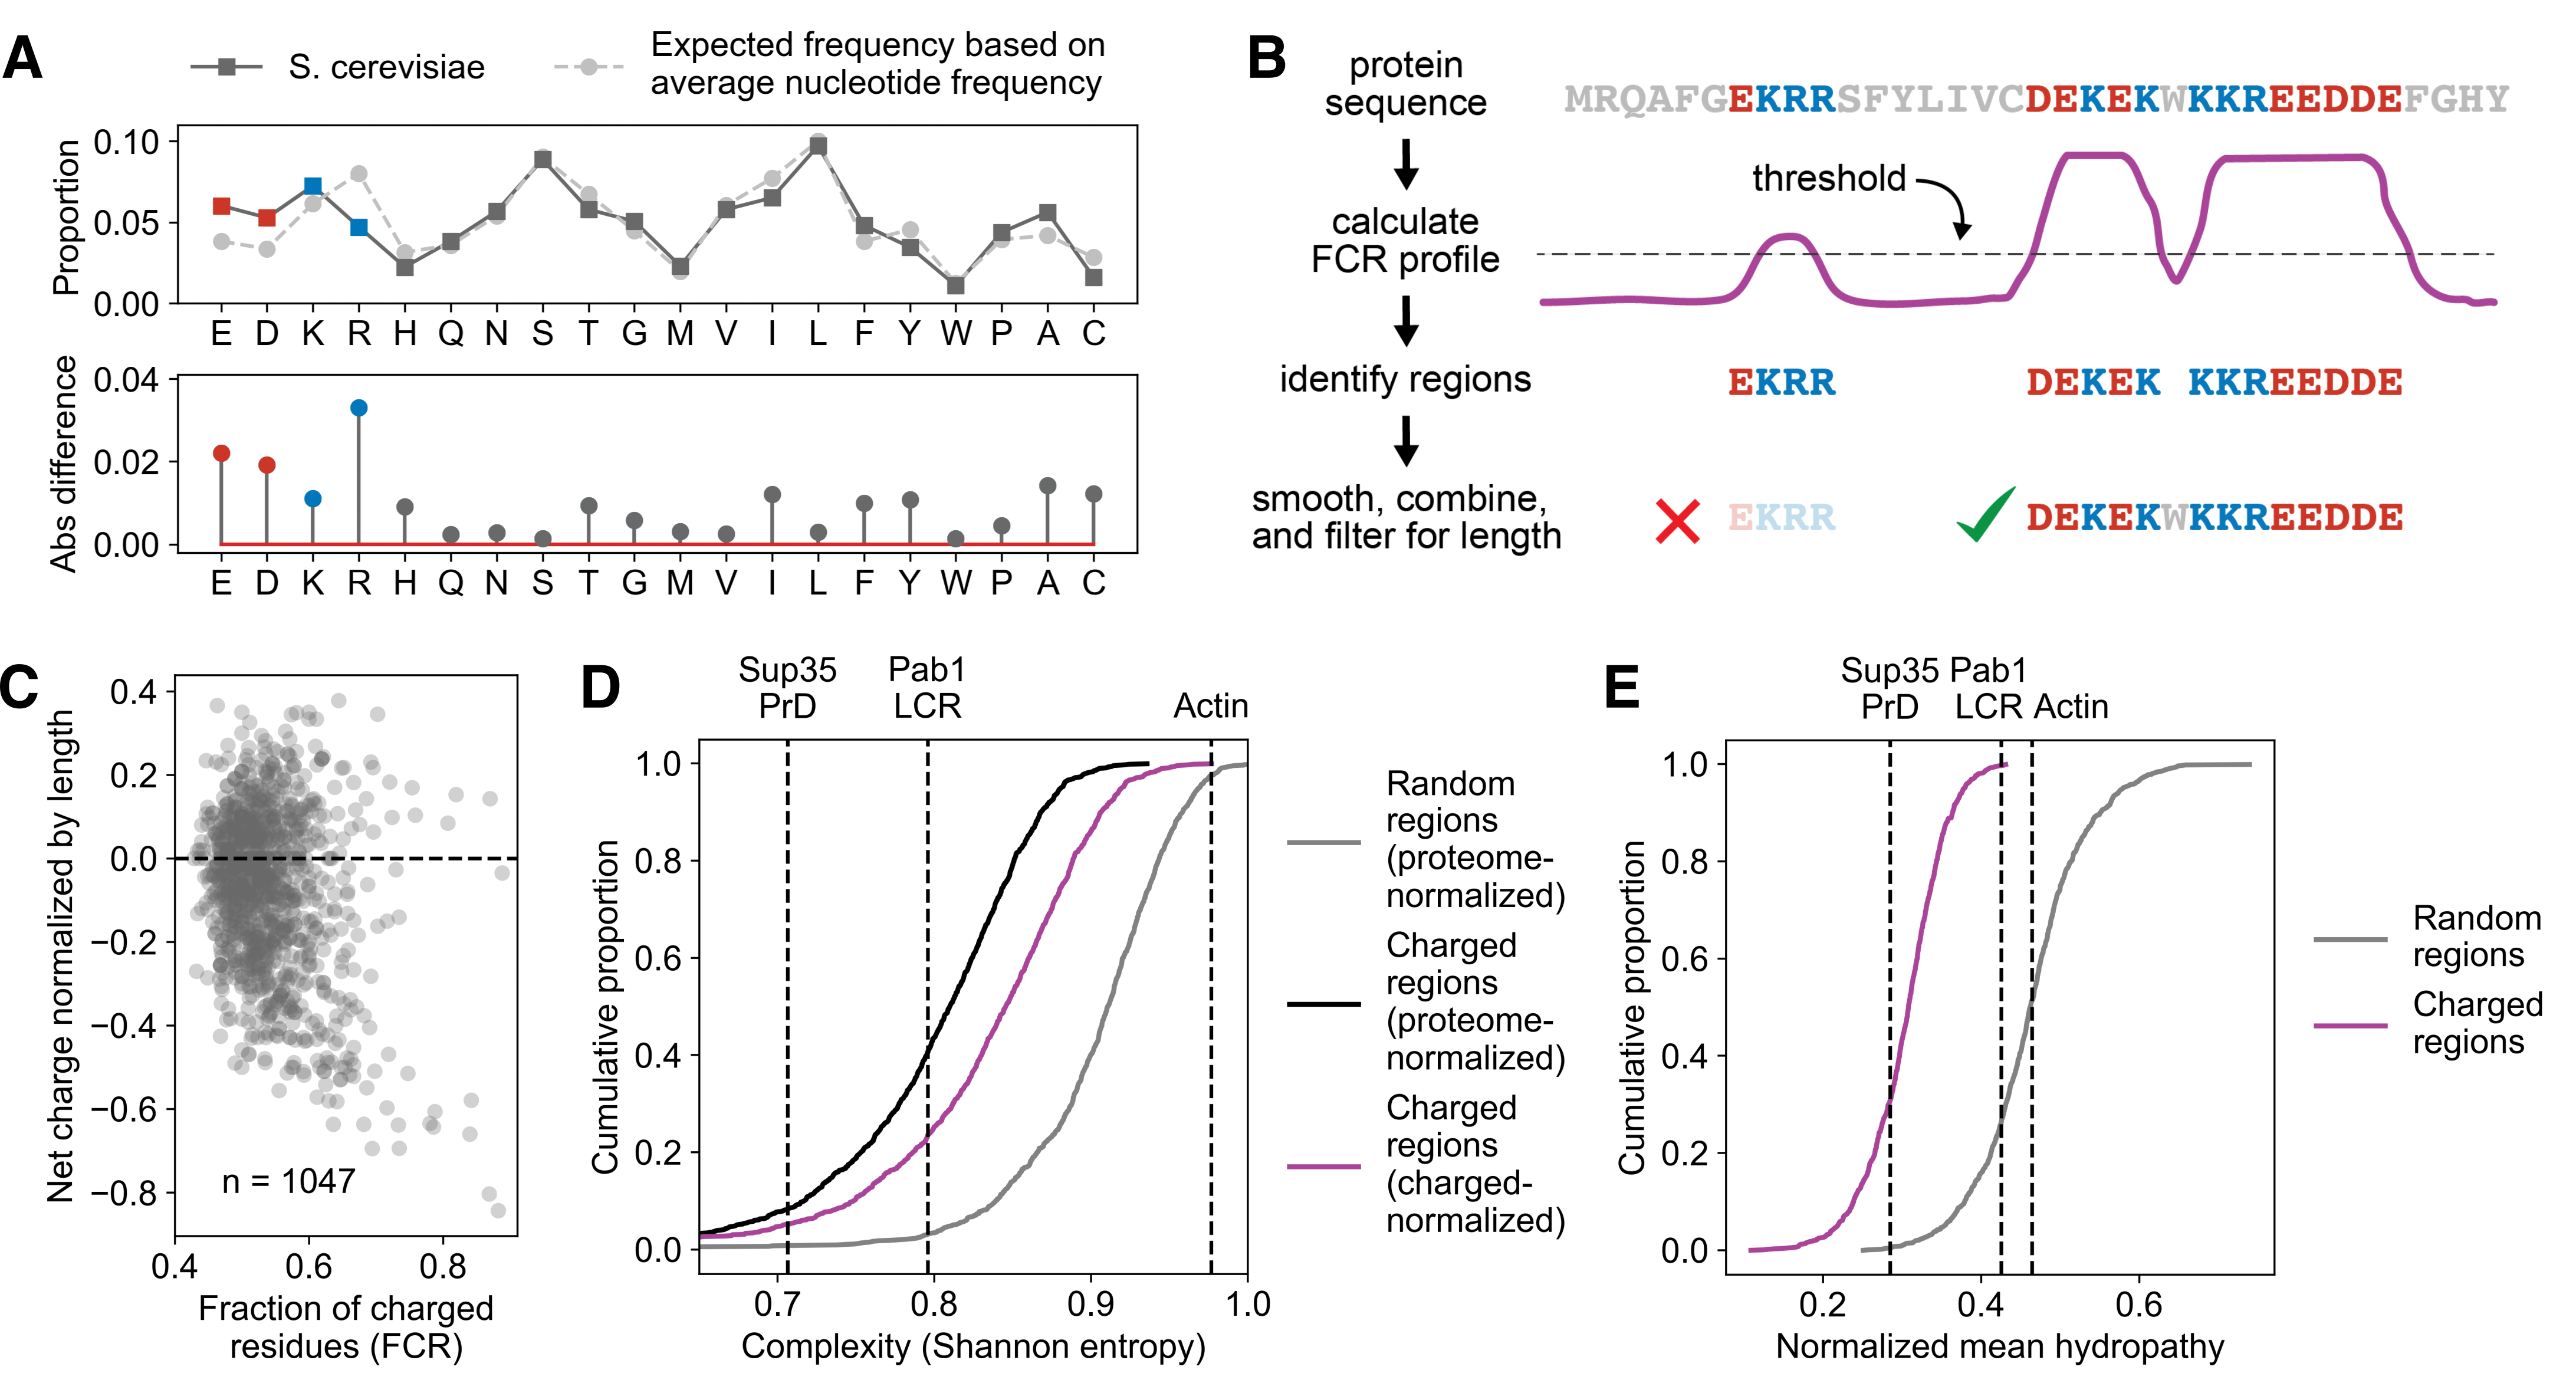 A
S. cerevisiae
Expected frequency based on
average nucleotide frequency
Proportion
0.10
0.05
0.00
E D K R H Q N S T G M V I L F Y W P A C
Abs difference
0.04
0.02
0.00
E D K R H Q N S T G M V I L F Y W P A C
B
protein
sequence
MRQAFGEKRRSFYLIVCDEKEKWKKREEDDEFGHY
threshold
calculate
FCR profile
identify regions
EKRR DEKEK KKREEDDE
smooth, combine,
and filter for length
EKRR DEKEKWKKREEDDE
C
Net charge normalized by length
0.4
0.2
0.0
−0.2
−0.4
−0.6
−0.8
n = 1047
0.4 0.6 0.8
Fraction of charged
residues (FCR)
D
Sup35
PrD
Pab1
LCR
Actin
Cumulative proportion
1.0
0.8
0.6
0.4
0.2
0.0
0.7 0.8 0.9 1.0
Complexity (Shannon entropy)
Random
regions
(proteome-
normalized)
Charged
regions
(proteome-
normalized)
Charged
regions
(charged-
normalized)
E
Sup35 Pab1
PrD LCR Actin
Cumulative proportion
1.0
0.8
0.6
0.4
0.2
0.0
0.2 0.4 0.6
Normalized mean hydropathy
Random
regions
Charged
regions